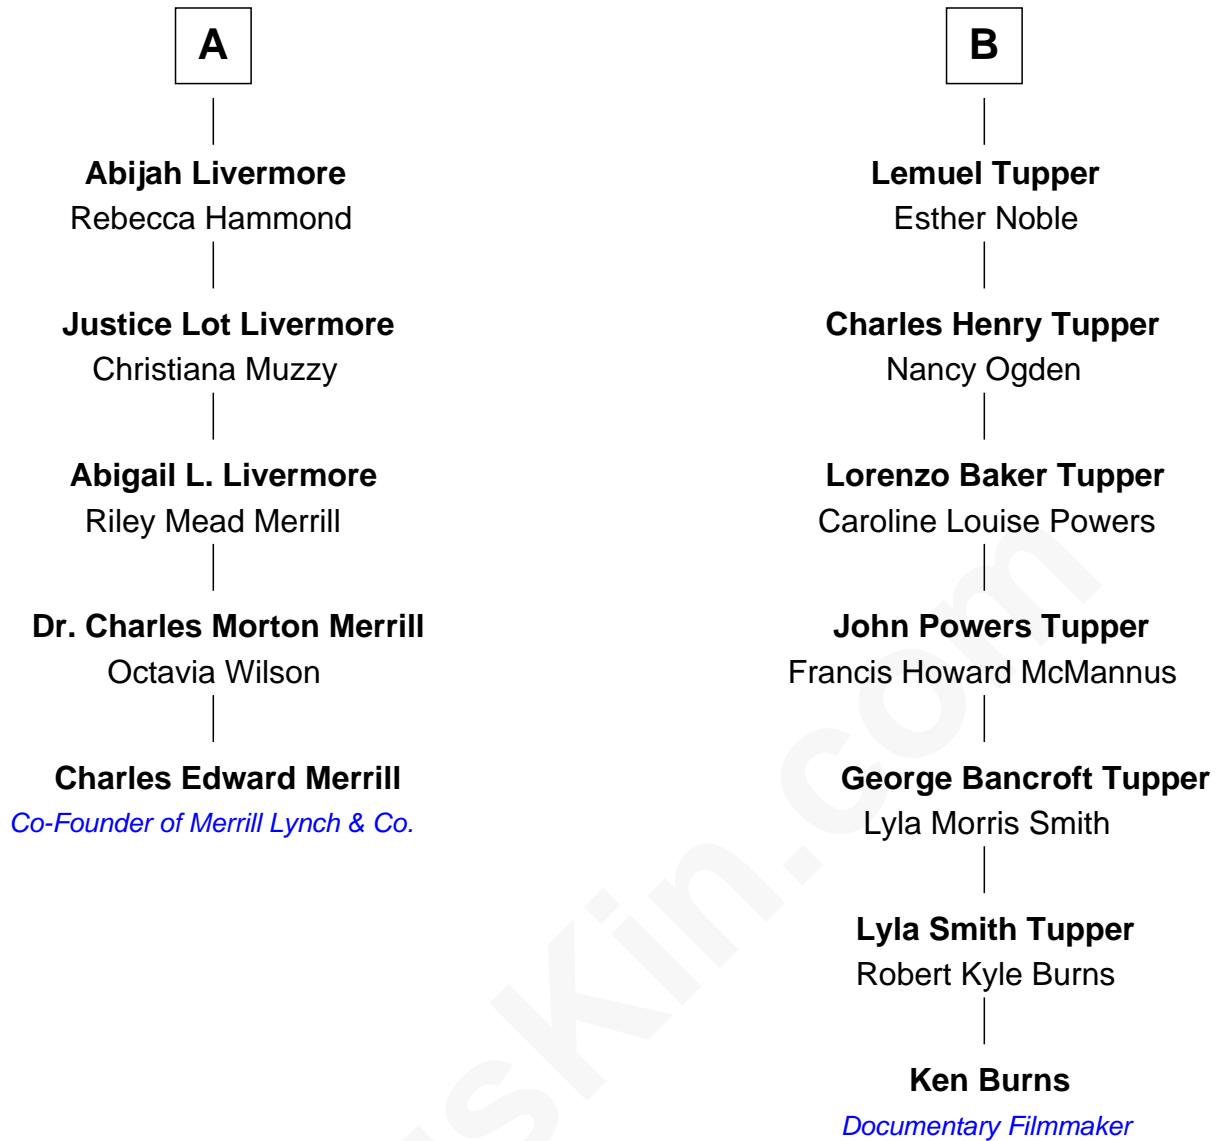 A
Abijah Livermore
Rebecca Hammond
Justice Lot Livermore
Christiana Muzzy
Abigail L. Livermore
Riley Mead Merrill
Dr. Charles Morton Merrill
Octavia Wilson
Charles Edward Merrill
Co-Founder of Merrill Lynch & Co.
B
Lemuel Tupper
Esther Noble
Charles Henry Tupper
Nancy Ogden
Lorenzo Baker Tupper
Caroline Louise Powers
John Powers Tupper
Francis Howard McMannus
George Bancroft Tupper
Lyla Morris Smith
Lyla Smith Tupper
Robert Kyle Burns
Ken Burns
Documentary Filmmaker
sKin.com